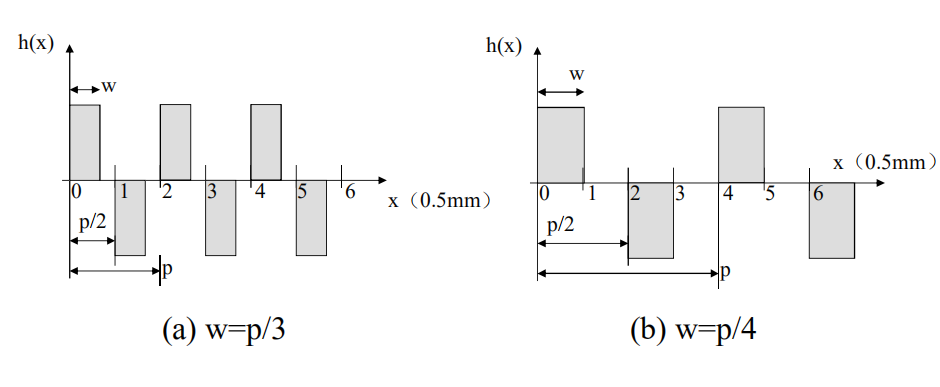 h(x)
w
0 1 2 3 4 5 6
x（0.5mm）
p/2
p
(a) w=p/3
h(x)
w
x（0.5mm）
0 1 2 3 4 5 6
p/2
p
(b) w=p/4